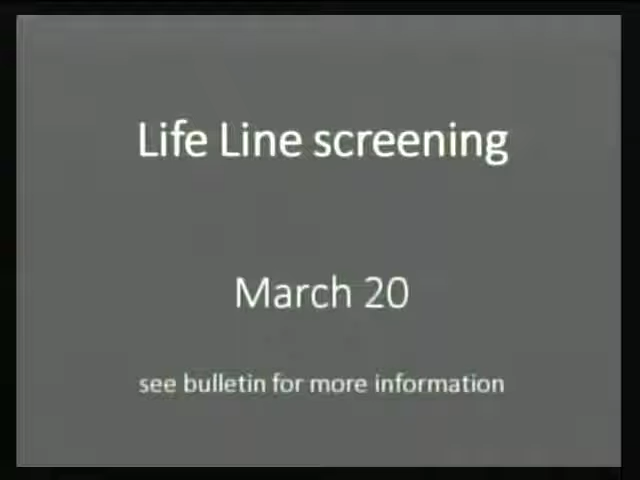 Life Line screening
March 20
see bulletin for more information